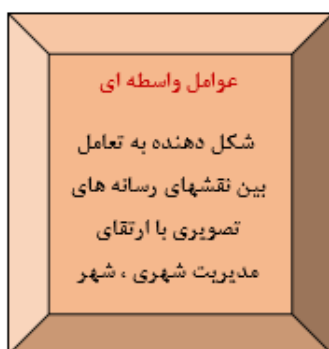 عوامل واسطه ای
شکل دهنده به تعامل
بین نقشهای رسانه های
تصویری با ارتقای
مدیریت شهری ، شهر